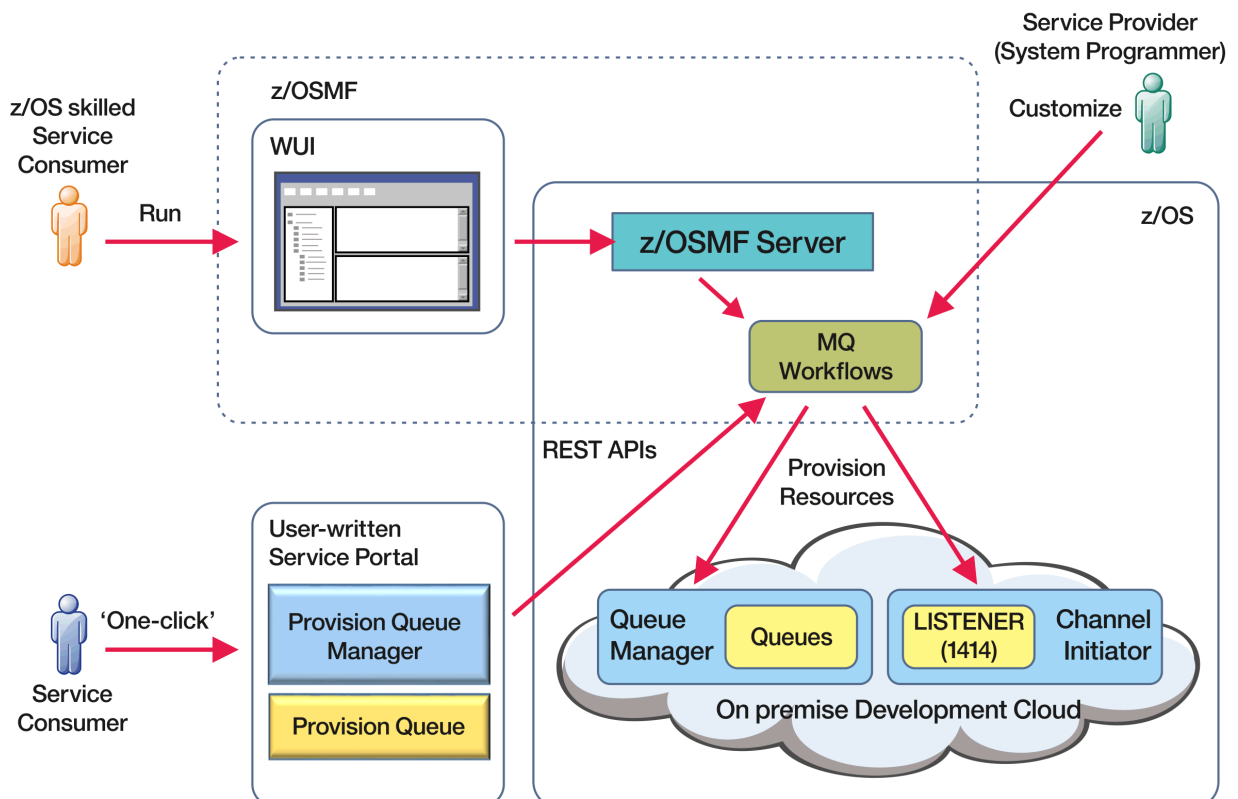 Service Provider
(System Programmer)
Customize
z/OSMF
z/OS skilled
Service
Consumer
Run
WUI
z/OS
z/OSMF Server
MQ
Workflows
REST APIs
Provision
Resources
User-written
Service Portal
Provision Queue
Manager
Provision Queue
'One-click'
Service
Consumer
Queue
Manager
Queues
LISTENER
(1414)
Channel
Initiator
On premise Development Cloud